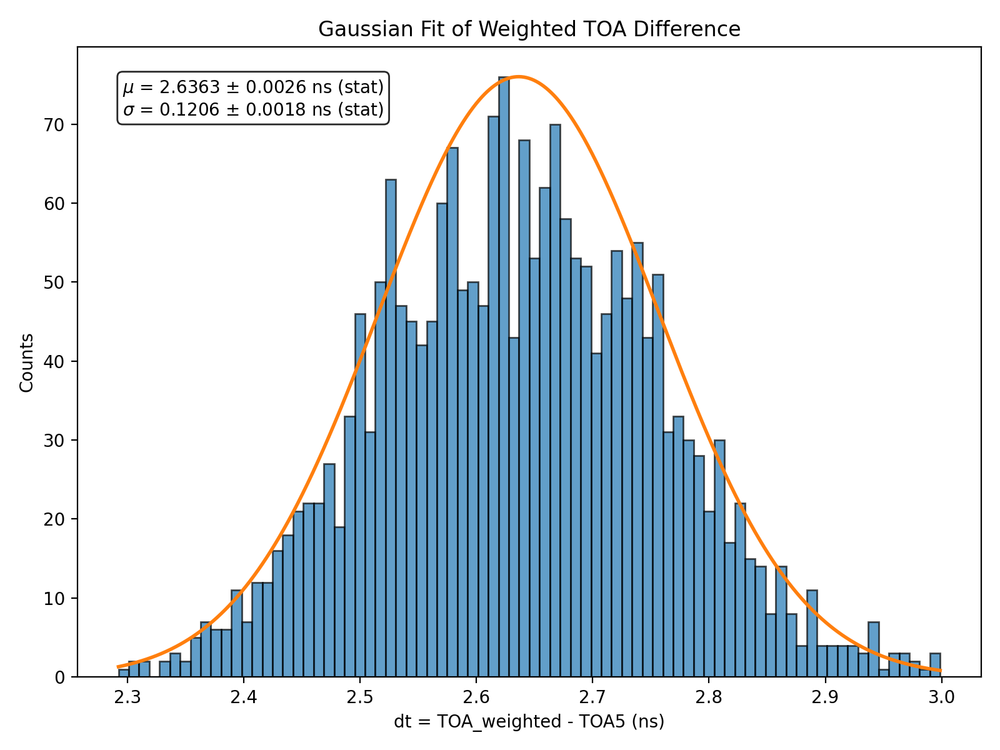 Gaussian Fit of Weighted TOA Difference
μ = 2.6363 ± 0.0026 ns (stat)
σ = 0.1206 ± 0.0018 ns (stat)
70
60
50
40
30
20
10
0
Counts
2.3 2.4 2.5 2.6 2.7 2.8 2.9 3.0
dt = TOA_weighted - TOA5 (ns)